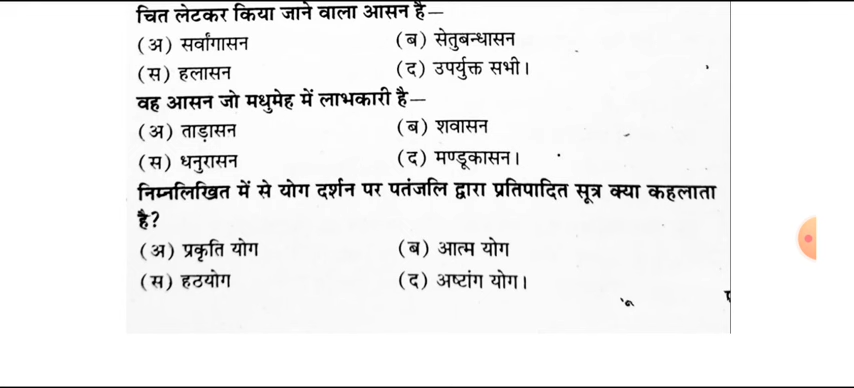 चित लेटकर किया जाने वाला आसन है—
(अ) सर्वांगासन (ब) सेतुबन्धासन
(स) हलासन (द) उपर्युक्त सभी।
वह आसन जो मधुमेह में लाभकारी है—
(अ) ताड़ासन (ब) शवासन
(स) धनुरासन (द) मण्डूकासन।
निम्नलिखित में से योग दर्शन पर पतंजलि द्वारा प्रतिपादित सूत्र क्या कहलाता
है?
(अ) प्रकृति योग (ब) आत्म योग
(स) हठयोग (द) अष्टांग योग।